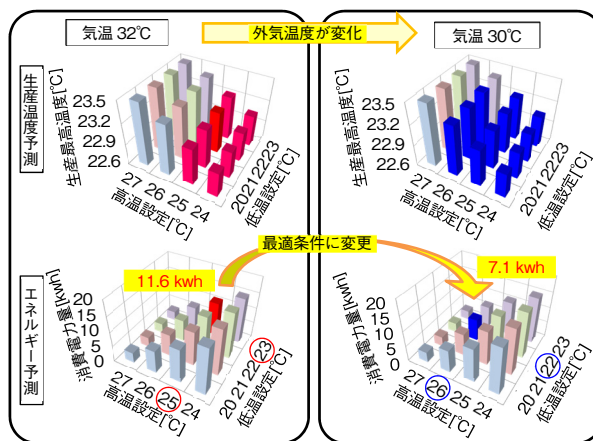 気温 32℃
外気温度が変化
気温 30℃
生産温度予測
生産最高温度[℃]
23.5
23.2
22.9
22.6
27 26 25 24
高温設定[℃]
20 21 22 23
低温設定[℃]
生産最高温度[℃]
23.5
23.2
22.9
22.6
27 26 25 24
高温設定[℃]
20 21 22 23
低温設定[℃]
最適条件に変更
11.6 kwh
7.1 kwh
エネルギー予測
消費電力量[kwh]
20
15
10
5
0
27 26 25 24
高温設定[℃]
20 21 22 23
低温設定[℃]
消費電力量[kwh]
20
15
10
5
0
27 26 25 24
高温設定[℃]
20 21 22 23
低温設定[℃]